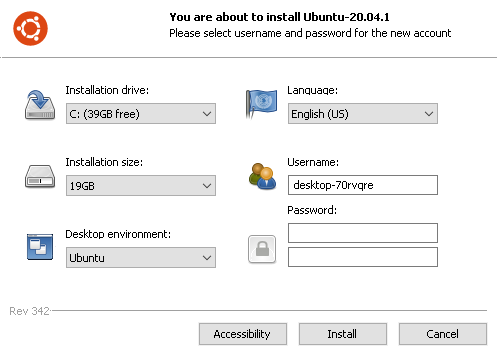 You are about to install Ubuntu-20.04.1
Please select username and password for the new account
Installation drive:
C: (39GB free)
Language:
English (US)
Installation size:
19GB
Username:
desktop-70rvqre
Password:
Desktop environment:
Ubuntu
Rev 342
Accessibility
Install
Cancel